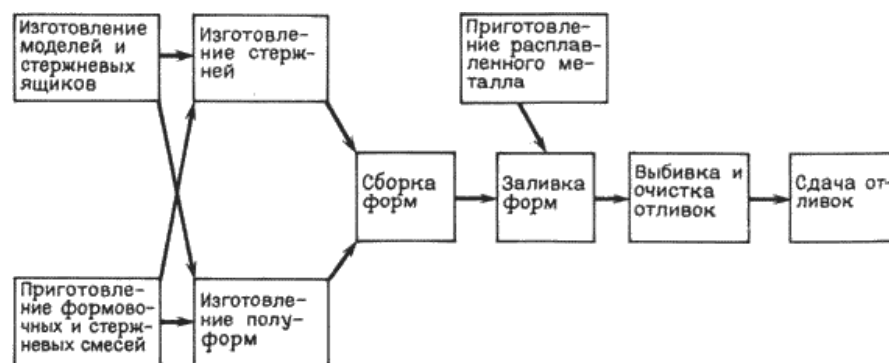 Изготовление
моделей и
стержневых
ящиков
Изготовле-
ние стерж-
ней
Приготовле-
ние расплав-
ленного ме-
талла
Сборка
форм
Заливка
форм
Выбивка и
очистка
отливок
Сдача от-
ливок
Приготовле-
ние формово-
чных и стерж-
невых смесей
Изготовле-
ние полу-
форм